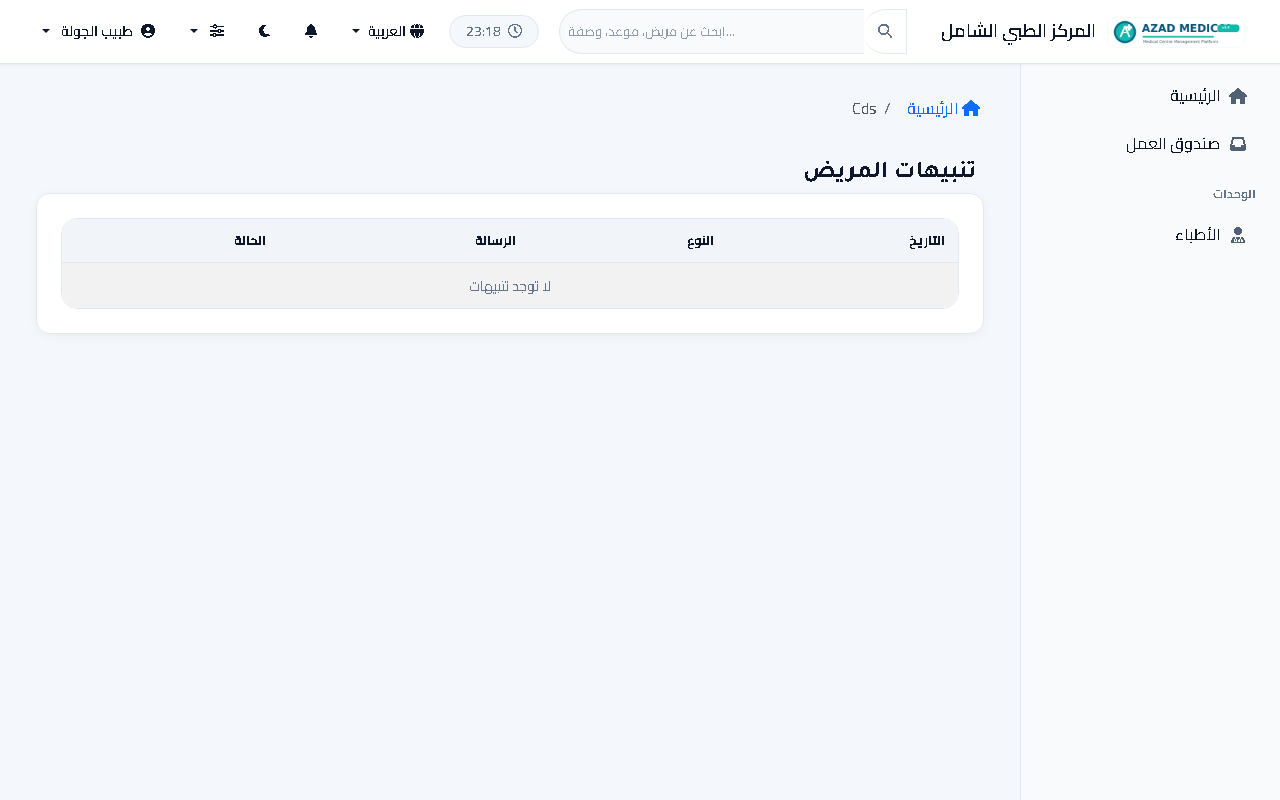 AZAD MEDIC
Medical Centre Management Platform
المركز الطبي الشامل
ابحث عن مريض، موعد، وصفة...
23:18
العربية
طبيب الجولة
الرئيسية
صندوق العمل
الوحدات
الأطباء
الرئيسية / Cds
تنبيهات المريض
التاريخ النوع الرسالة الحالة
لا توجد تنبيهات